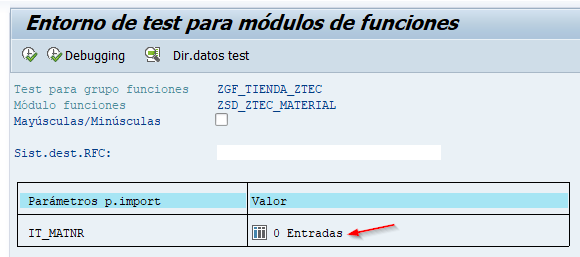 Entorno de test para módulos de funciones
Debugging Dir.datos test
Test para grupo funciones ZGF_TIENDA_ZTEC
Módulo funciones ZSD_ZTEC_MATERIAL
Mayúsculas/Minúsculas
Sist.dest.RFC:
Parámetros p.import Valor
IT_MATNR 0 Entradas